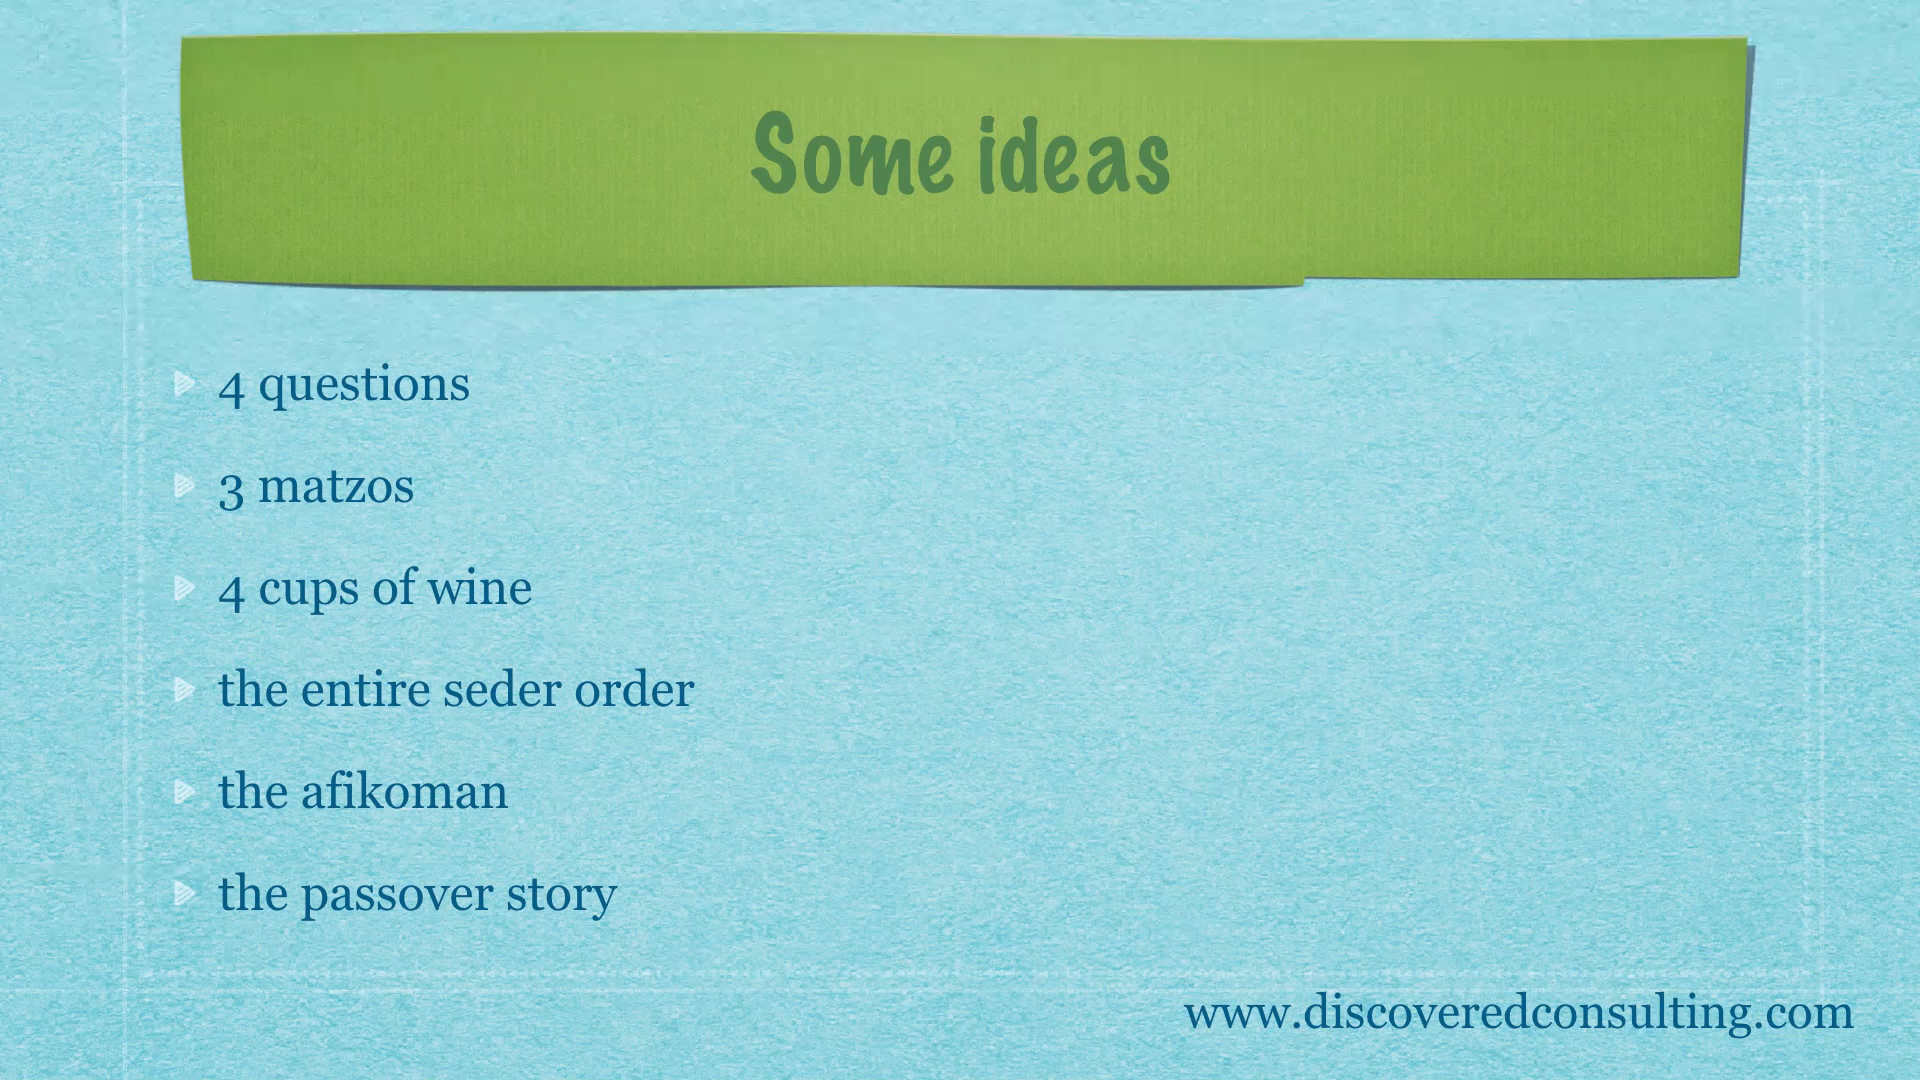 Some ideas
4 questions
3 matzos
4 cups of wine
the entire seder order
the afikoman
the passover story
www.discoveredconsulting.com